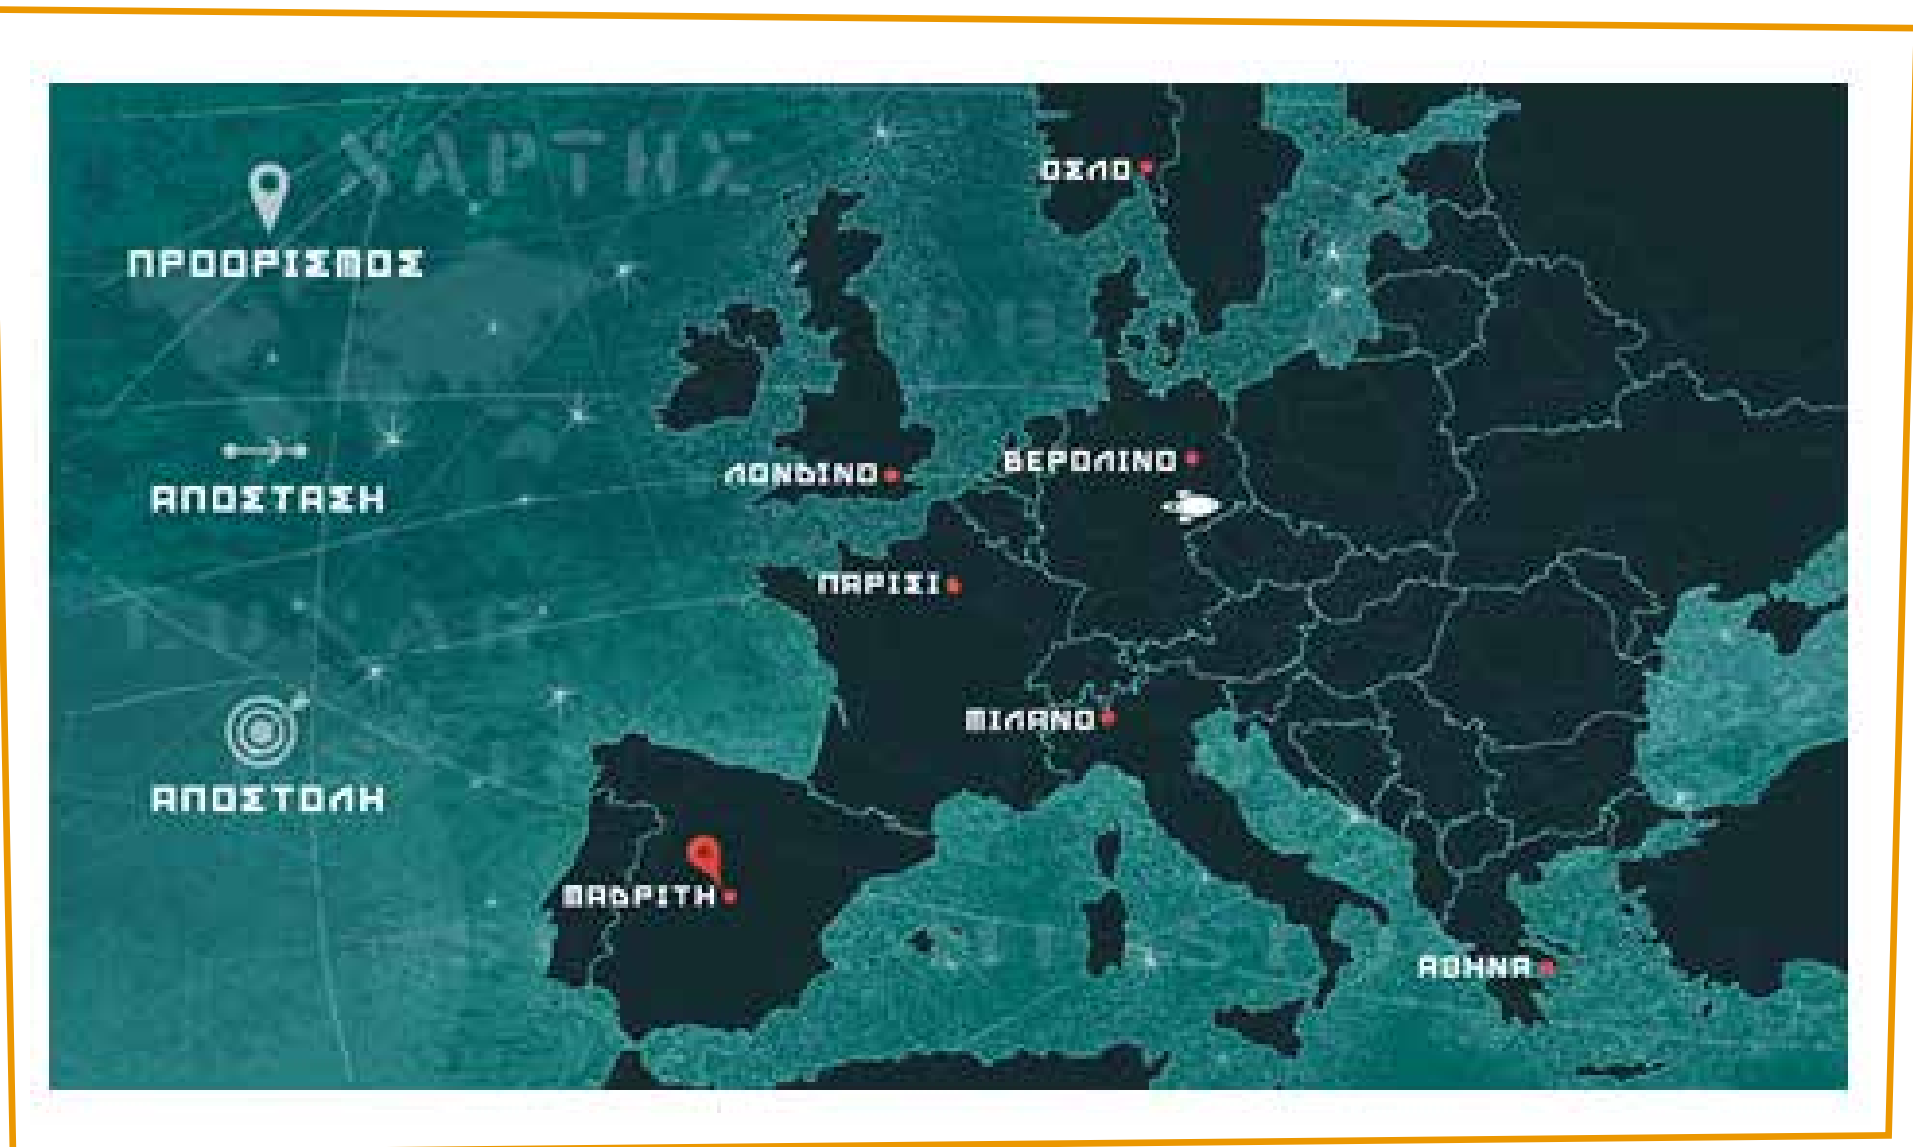 ΧΑΡΤΗΣ
ΠΡΟΟΡΙΣΜΟΣ
ΑΠΟΣΤΑΣΗ
ΑΠΟΣΤΟΛΗ
ΟΣΛΟ
ΛΟΝΔΙΝΟ
ΒΕΡΟΛΙΝΟ
ΠΑΡΙΣΙ
ΜΙΛΑΝΟ
ΜΑΔΡΙΤΗ
ΑΘΗΝΑ